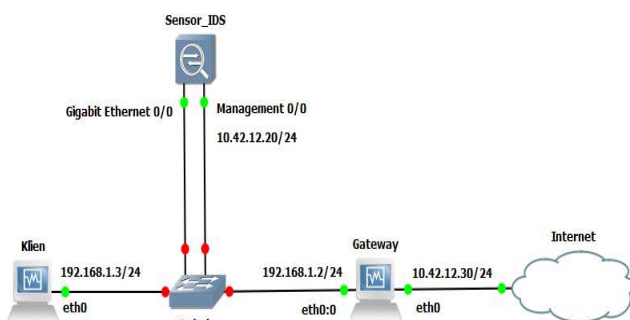 Sensor_IDS
Gigabit Ethernet 0/0
Management 0/0
10.42.12.20/24
Klien
192.168.1.3/24
eth0
192.168.1.2/24
eth0:0
Gateway
10.42.12.30/24
eth0
Internet